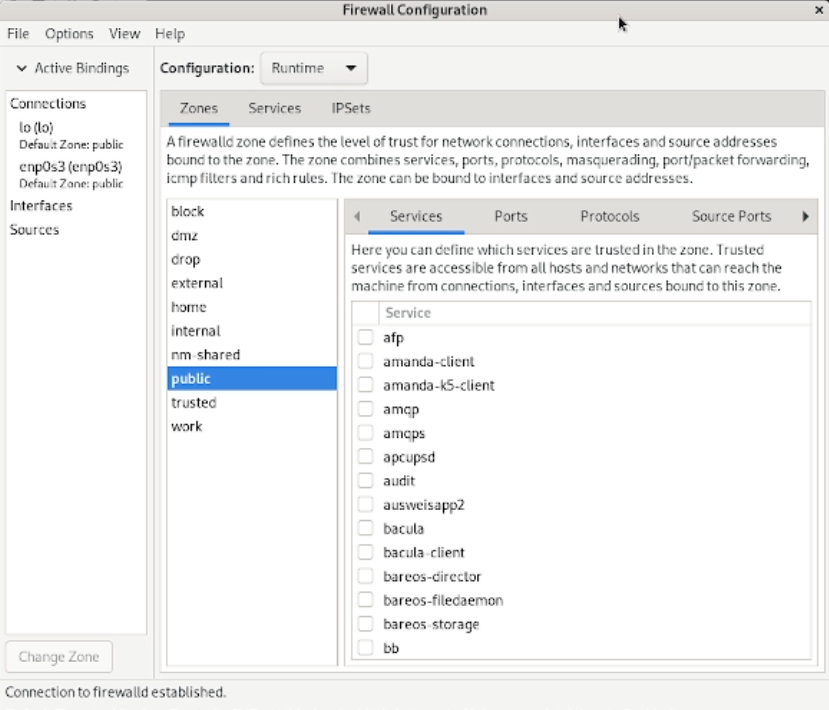 Firewall Configuration
File Options View Help
Active Bindings
Configuration: Runtime
Connections
lo (lo)
Default Zone: public
enp0s3 (enp0s3)
Default Zone: public
Interfaces
Sources
Change Zone
Zones Services IPSets
A firewalld zone defines the level of trust for network connections, interfaces and source addresses
bound to the zone. The zone combines services, ports, protocols, masquerading, port/packet forwarding,
icmp filters and rich rules. The zone can be bound to interfaces and source addresses.
block
dmz
drop
external
home
internal
nm-shared
public
trusted
work
Services Ports Protocols Source Ports
Here you can define which services are trusted in the zone. Trusted
services are accessible from all hosts and networks that can reach the
machine from connections, interfaces and sources bound to this zone.
Service
afp
amanda-client
amanda-k5-client
amqp
amqps
apcupsd
audit
ausweisapp2
bacula
bacula-client
bareos-director
bareos-filedaemon
bareos-storage
bb
Connection to firewalld established.